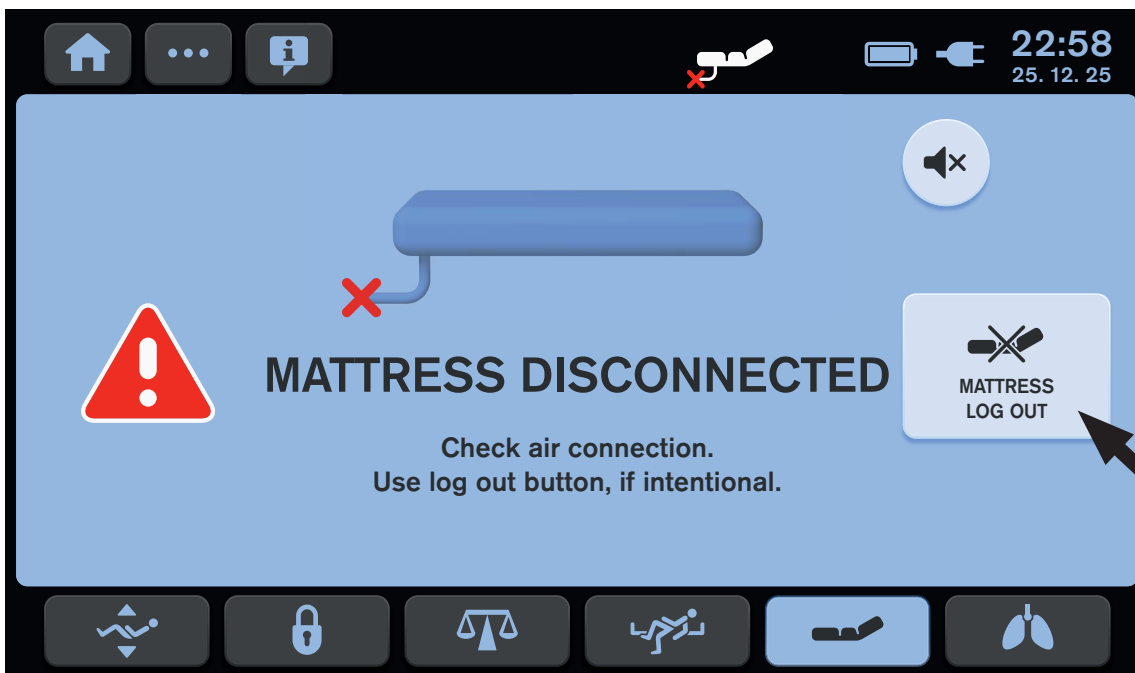 22:58
25. 12. 25
MATTRESS DISCONNECTED
MATTRESS
LOG OUT
Check air connection.
Use log out button, if intentional.